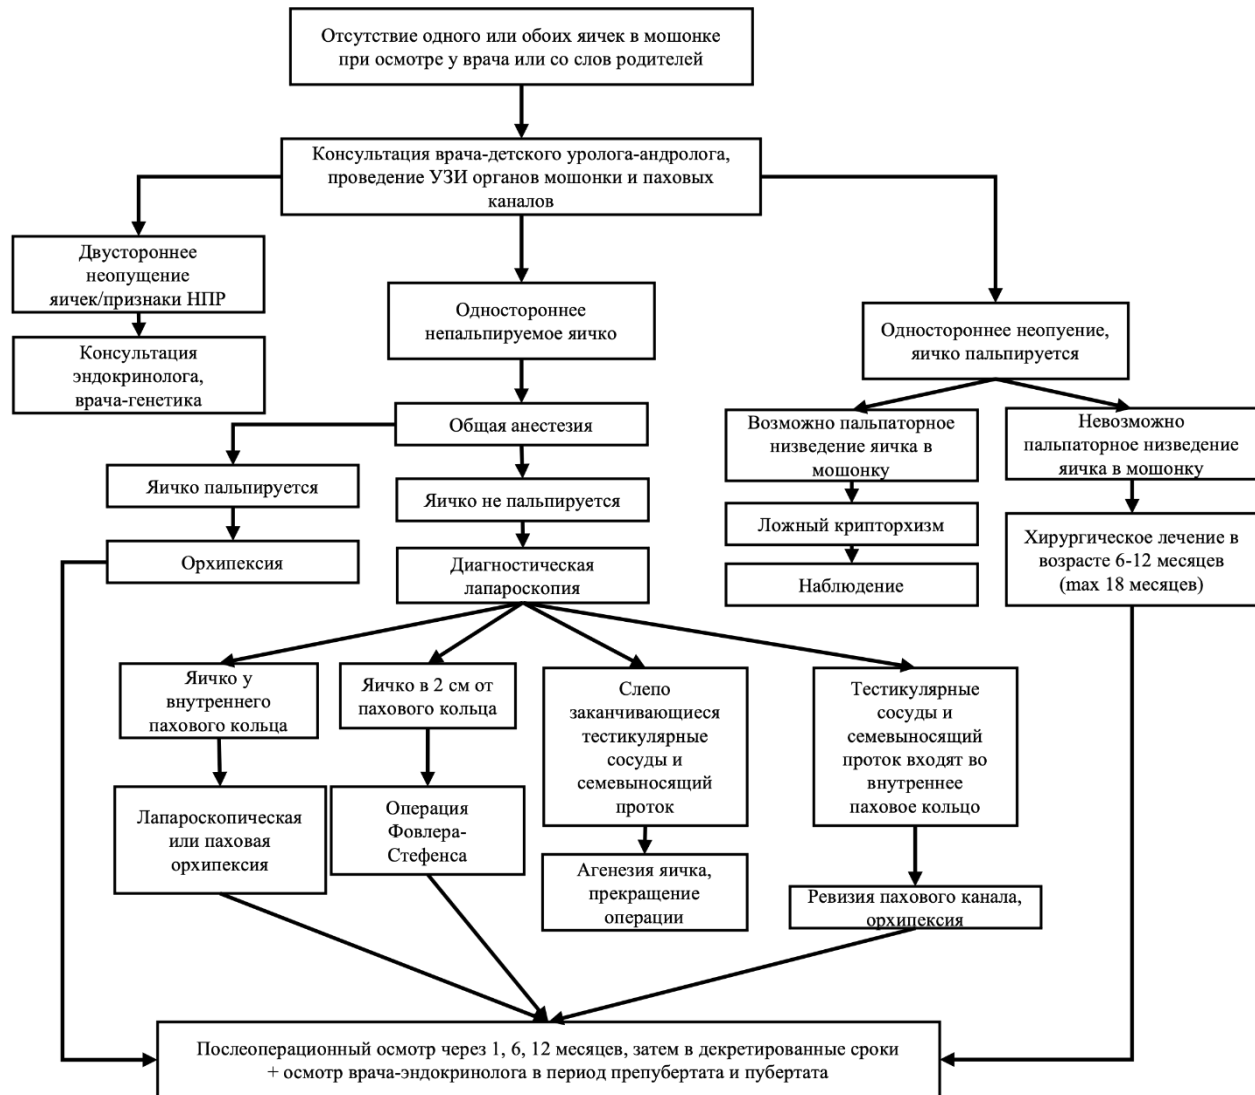 Отсутствие одного или обоих яичек в мошонке
при осмотре у врача или со слов родителей
Консультация врача-детского уролога-андролога,
проведение УЗИ органов мошонки и паховых
каналов
Двустороннее
неопущение
яичек/признаки НПР
Консультация
эндокринолога,
врача-генетика
Одностороннее
непальпируемое яичко
Одностороннее неопуение,
яичко пальпируется
Общая анестезия
Возможно пальпаторное
низведение яичка в
мошонку
Невозможно
пальпаторное низведение
яичка в мошонку
Яичко пальпируется
Яичко не пальпируется
Ложный крипторхизм
Хирургическое лечение в
возрасте 6-12 месяцев
(max 18 месяцев)
Орхипексия
Диагностическая
лапароскопия
Наблюдение
Яичко у
внутреннего
пахового кольца
Яичко в 2 см от
пахового кольца
Слепо
заканчивающиеся
тестикулярные
сосуды и
семевыносящий
проток
Тестикулярные
сосуды и
семевыносящий
проток входят во
внутреннее
паховое кольцо
Лапароскопическая
или паховая
орхипексия
Операция
Фовлера-
Стефенса
Агенезия яичка,
прекращение
операции
Ревизия пахового канала,
орхипексия
Послеоперационный осмотр через 1, 6, 12 месяцев, затем в декретированные сроки
+ осмотр врача-эндокринолога в период препубертата и пубертата